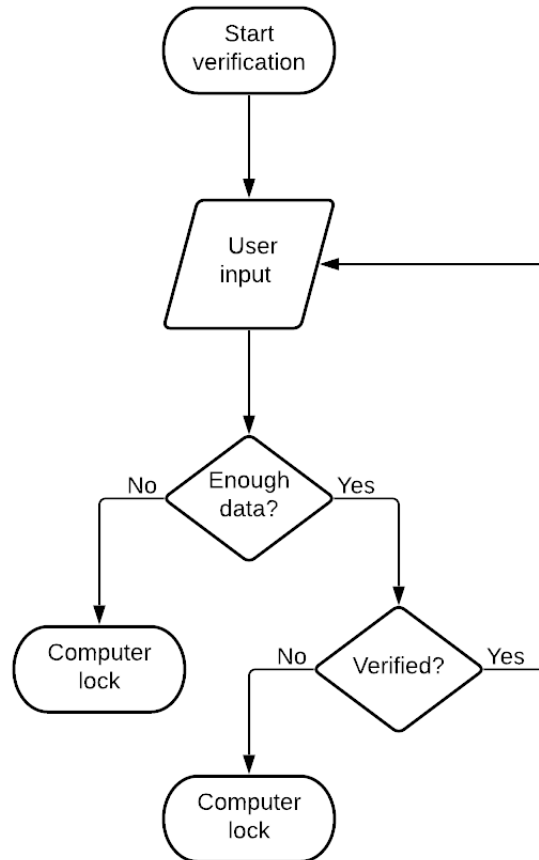 Start
verification
User
input
No
Enough
data?
Yes
Computer
lock
No
Verified?
Yes
Computer
lock